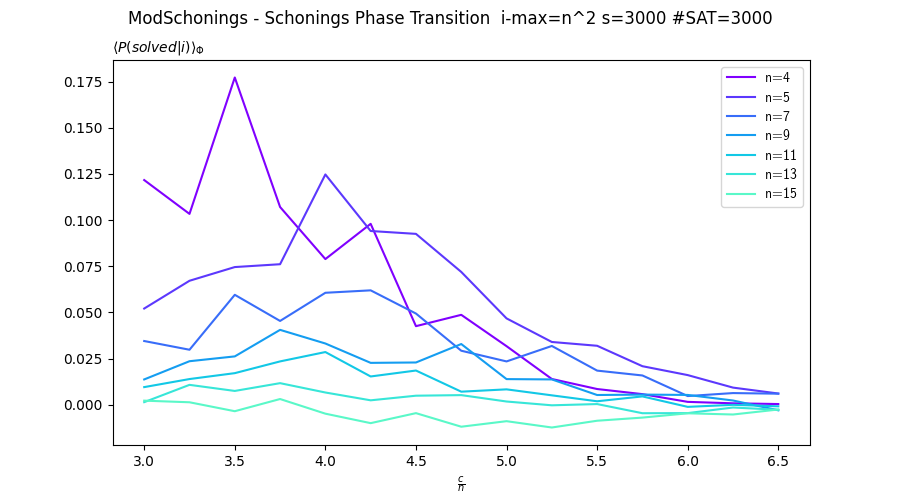 ModSchonings - Schonings Phase Transition i-max=n^2 s=3000 #SAT=3000
⟨P(solved|i)⟩Φ
0.175
0.150
0.125
0.100
0.075
0.050
0.025
0.000
n=4
n=5
n=7
n=9
n=11
n=13
n=15
3.0 3.5 4.0 4.5 5.0 5.5 6.0 6.5
c/n